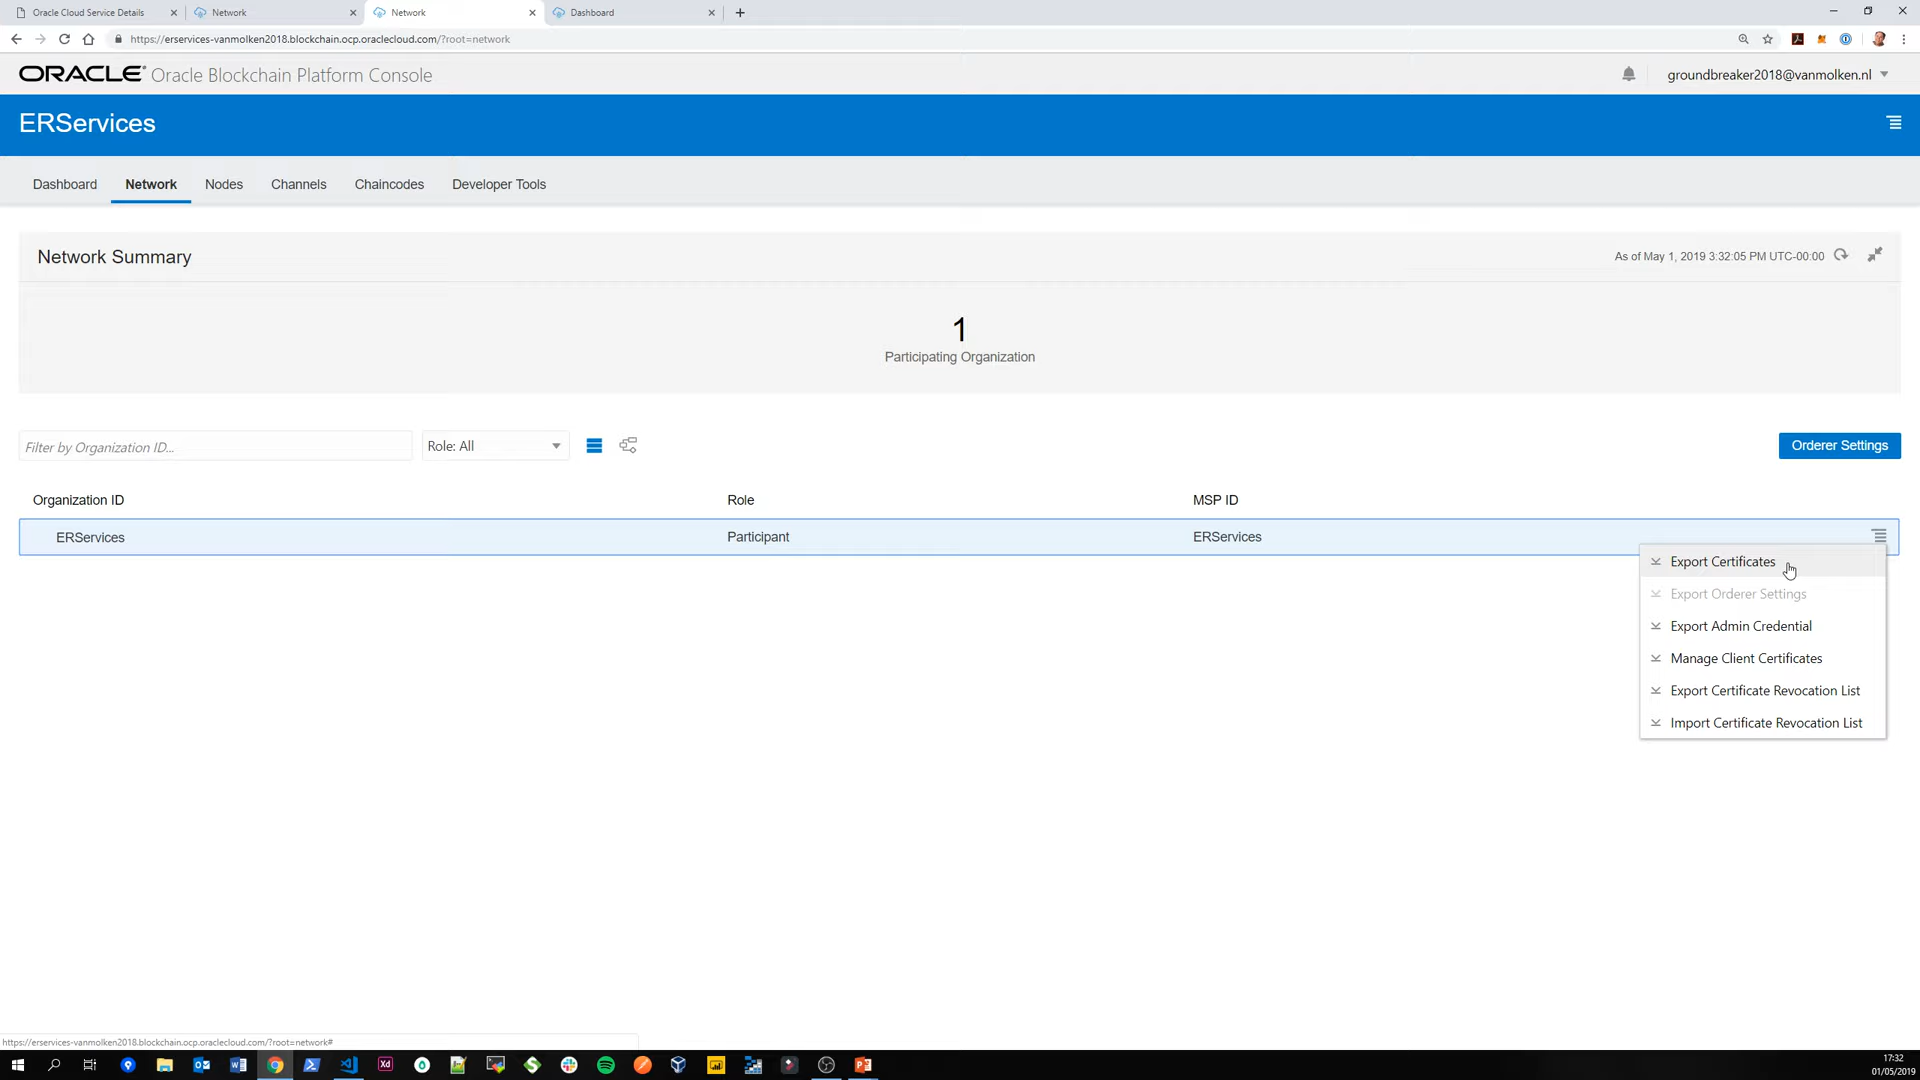 Oracle Cloud Service Details
Network
Network
Dashboard
https://erservices-vanmolken2018.blockchain.ocp.oraclecloud.com/?root=network
ORACLE Oracle Blockchain Platform Console
groundbreaker2018@vanmolken.nl
ERServices
Dashboard
Network
Nodes
Channels
Chaincodes
Developer Tools
Network Summary
As of May 1, 2019 3:32:05 PM UTC-00:00
1
Participating Organization
Filter by Organization ID...
Role: All
Orderer Settings
Organization ID Role MSP ID
ERServices Participant ERServices
Export Certificates
Export Orderer Settings
Export Admin Credential
Manage Client Certificates
Export Certificate Revocation List
Import Certificate Revocation List
https://erservices-vanmolken2018.blockchain.ocp.oraclecloud.com/?root=network#
17:32
01/05/2019